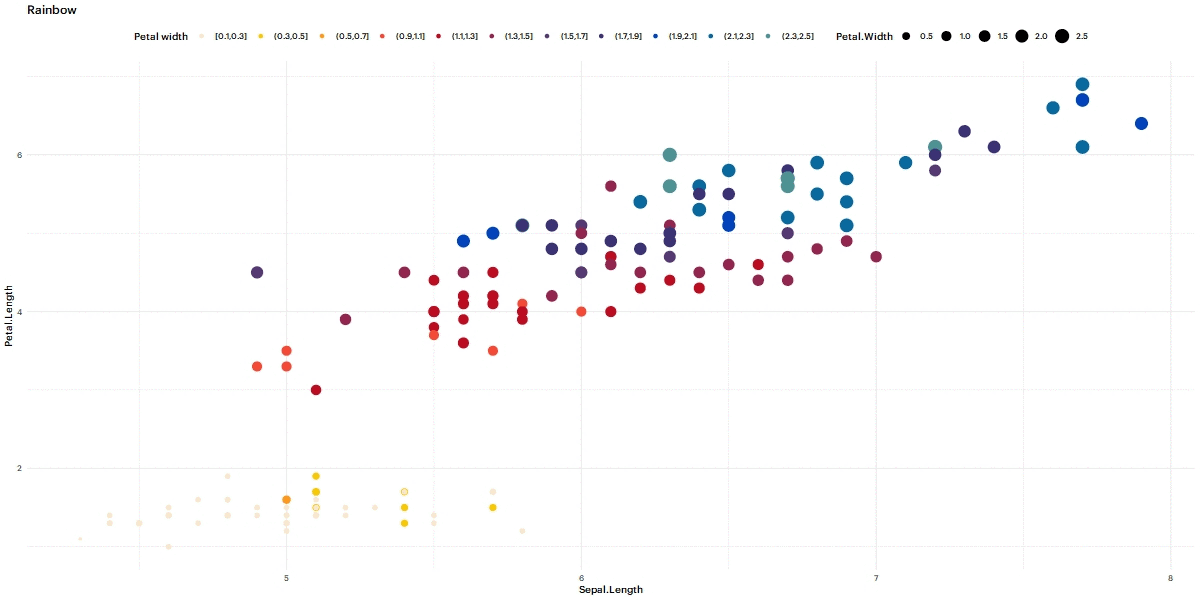 Rainbow
Petal width [0.1,0.3] (0.3,0.5] (0.5,0.7] (0.9,1.1] (1.1,1.3] (1.3,1.5] (1.5,1.7] (1.7,1.9] (1.9,2.1] (2.1,2.3] (2.3,2.5] Petal.Width 0.5 1.0 1.5 2.0 2.5
6
4
2
Petal.Length
5 6 7 8
Sepal.Length